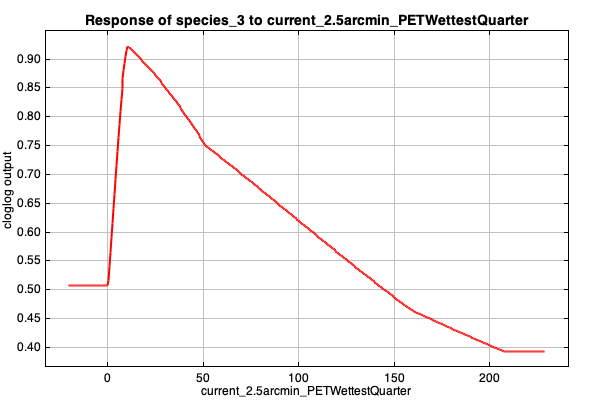 Response of species_3 to current_2.5arcmin_PETWettestQuarter
0.90
0.85
0.80
0.75
0.70
0.65
0.60
0.55
0.50
0.45
0.40
cloglog output
0 50 100 150 200
current_2.5arcmin_PETWettestQuarter